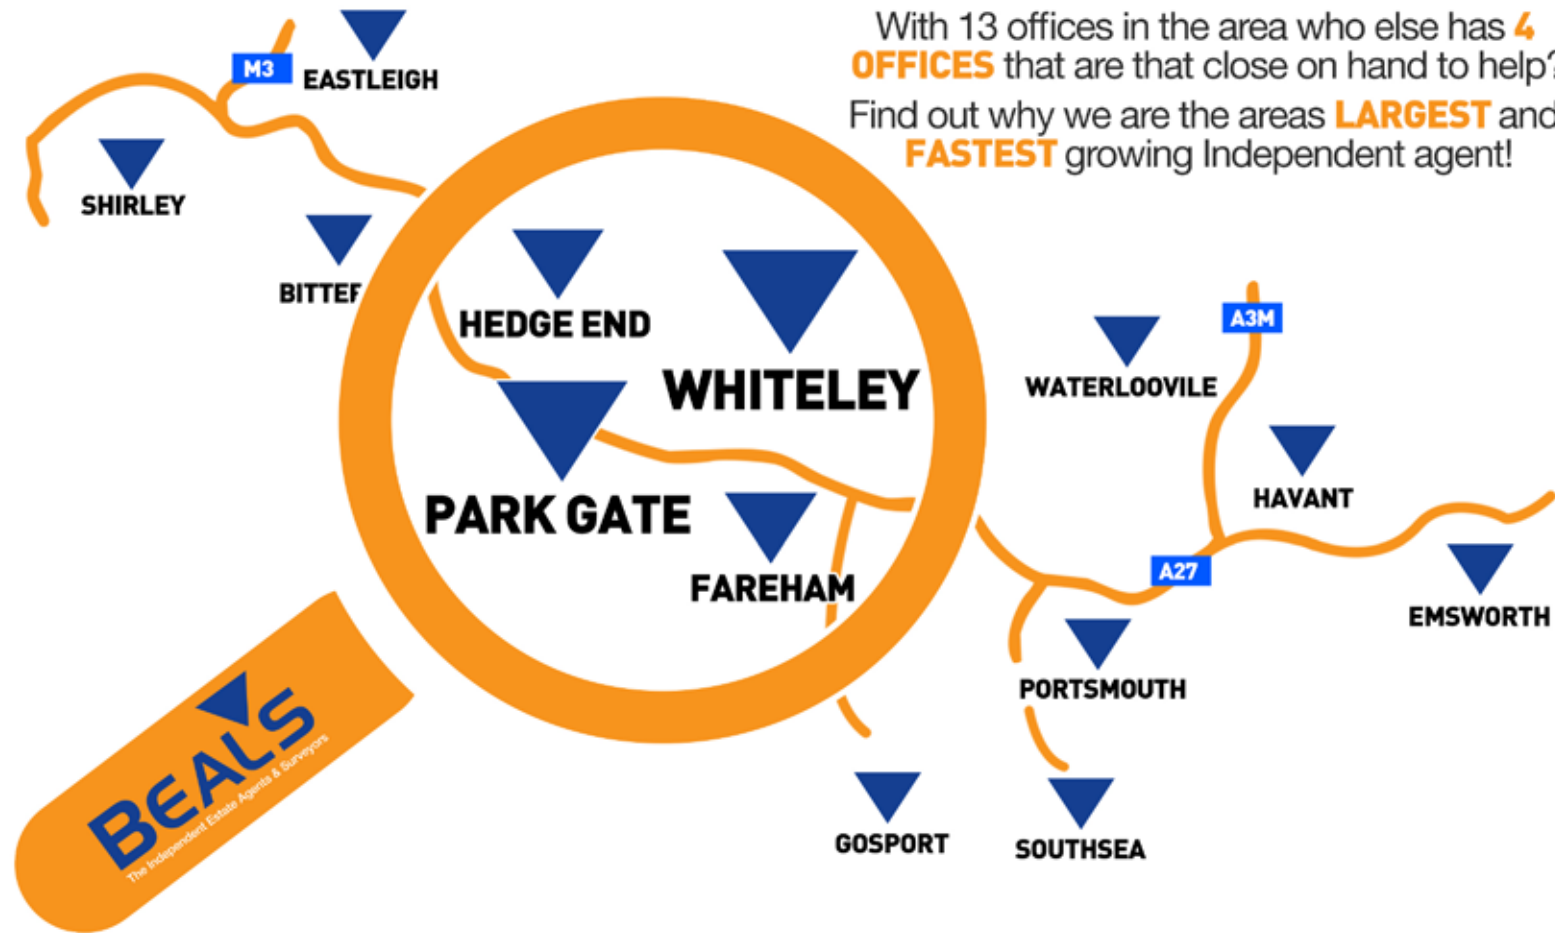 With 13 offices in the area who else has 4
OFFICES that are that close on hand to help?
Find out why we are the areas LARGEST and
FASTEST growing Independent agent!
M3
EASTLEIGH
SHIRLEY
HEDGE END
WHITELEY
A3M
WATERLOOVILE
HAVANT
PARK GATE
FAREHAM
A27
EMSWORTH
PORTSMOUTH
GOSPORT
SOUTHSEA
BEALS
The Independent Estate Agents & Surveyors